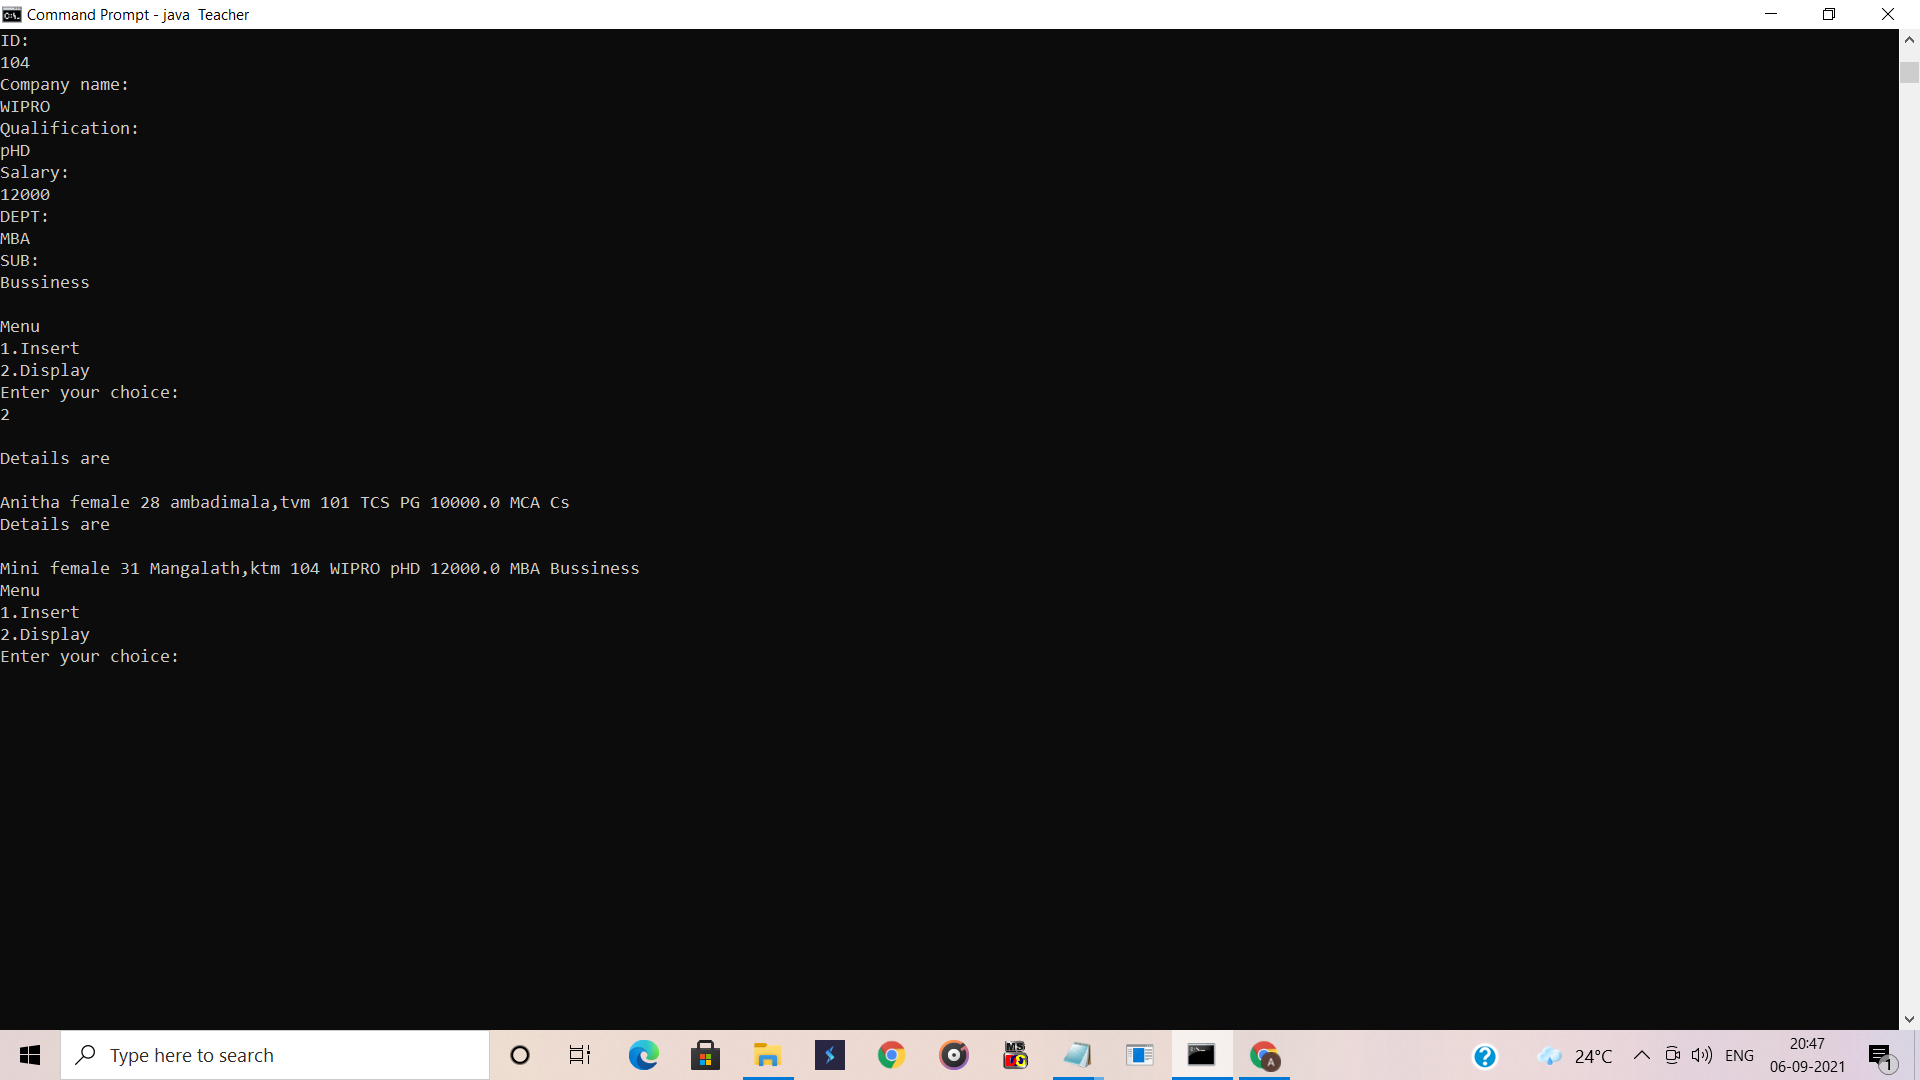 Command Prompt - java  Teacher
ID:
104
Company name:
WIPRO
Qualification:
pHD
Salary:
12000
DEPT:
MBA
SUB:
Bussiness
Menu
1.Insert
2.Display
Enter your choice:
2
Details are
Anitha female 28 ambadimala,tvm 101 TCS PG 10000.0 MCA Cs
Details are
Mini female 31 Mangalath,ktm 104 WIPRO pHD 12000.0 MBA Bussiness
Menu
1.Insert
2.Display
Enter your choice:
Type here to search
MS
24°C
ENG
20:47
06-09-2021
1
A